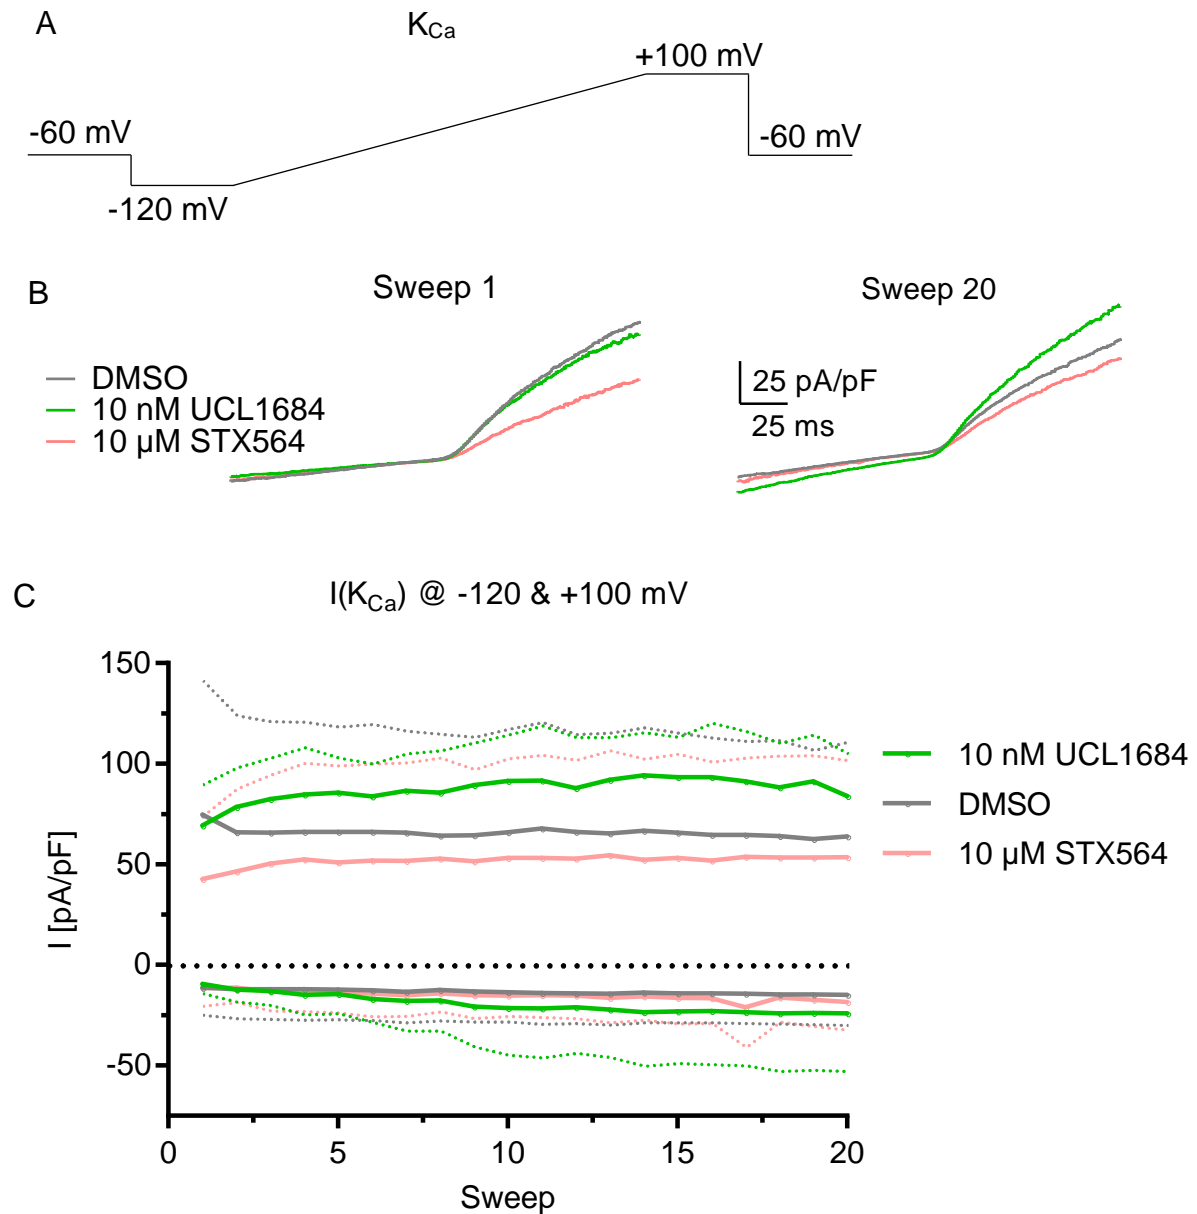 A
K_Ca
+100 mV
-60 mV
-60 mV
-120 mV
B
Sweep 1
Sweep 20
DMSO
10 nM UCL1684
10 µM STX564
25 pA/pF
25 ms
C
I(K_Ca) @ -120 & +100 mV
150
100
50
0
-50
I [pA/pF]
10 nM UCL1684
DMSO
10 µM STX564
0
5
10
15
20
Sweep